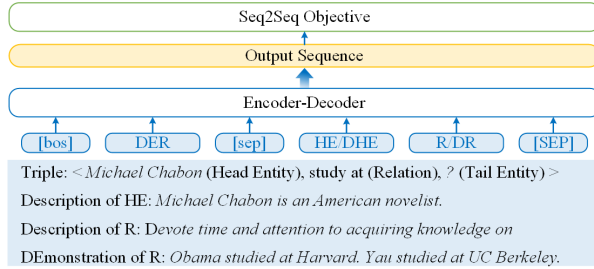 Seq2Seq Objective
Output Sequence
Encoder-Decoder
[bos] DER [sep] HE/DHE R/DR [SEP]
Triple: < Michael Chabon (Head Entity), study at (Relation), ? (Tail Entity) >
Description of HE: Michael Chabon is an American novelist.
Description of R: Devote time and attention to acquiring knowledge on
DEmonstration of R: Obama studied at Harvard. Yau studied at UC Berkeley.